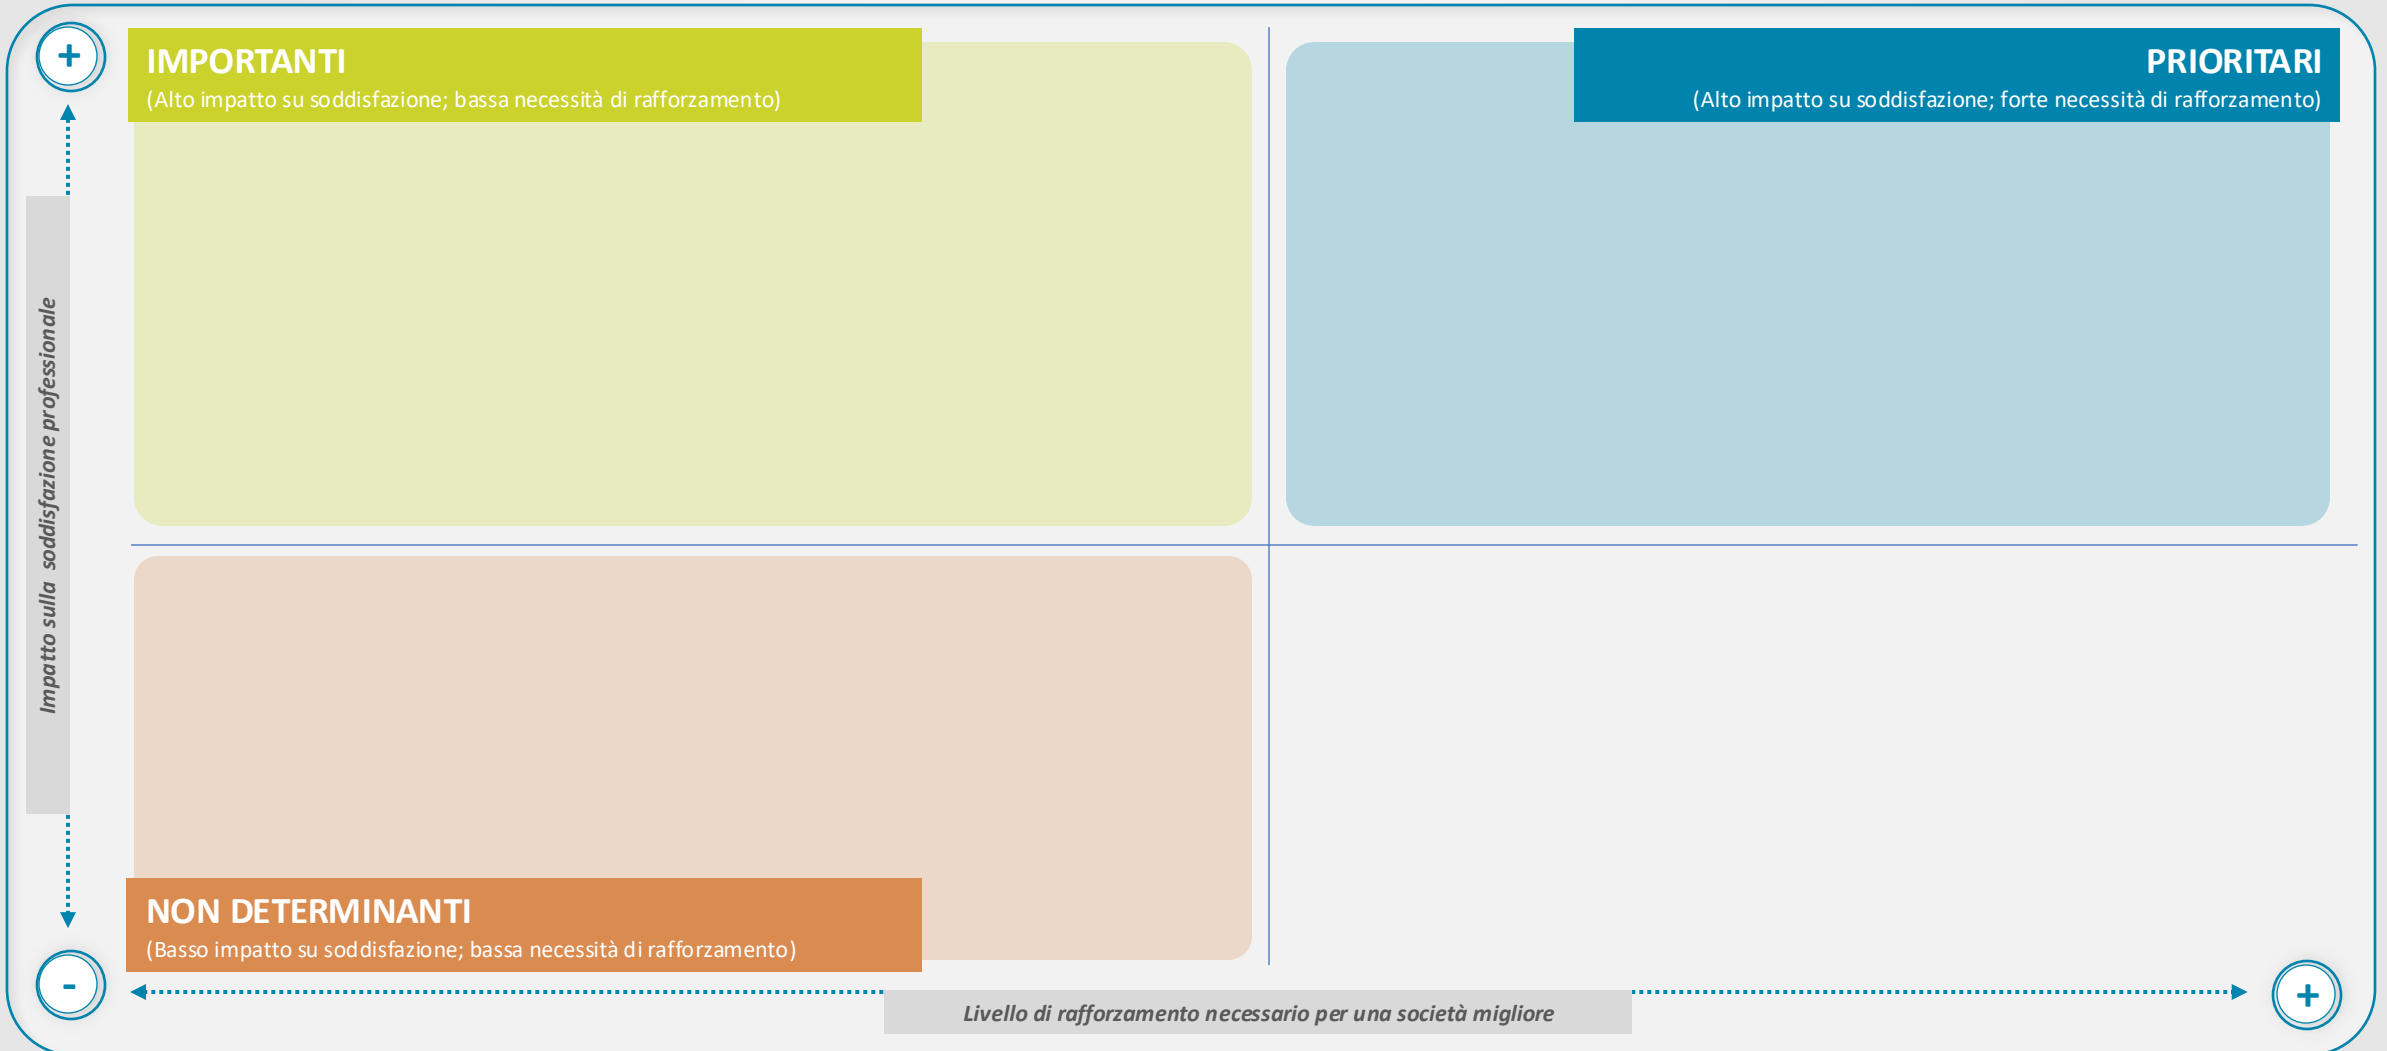 +
IMPORTANTI
(Alto impatto su soddisfazione; bassa necessità di rafforzamento)
PRIORITARI
(Alto impatto su soddisfazione; forte necessità di rafforzamento)
Impatto sulla soddisfazione professionale
NON DETERMINANTI
(Basso impatto su soddisfazione; bassa necessità di rafforzamento)
-
Livello di rafforzamento necessario per una società migliore
+